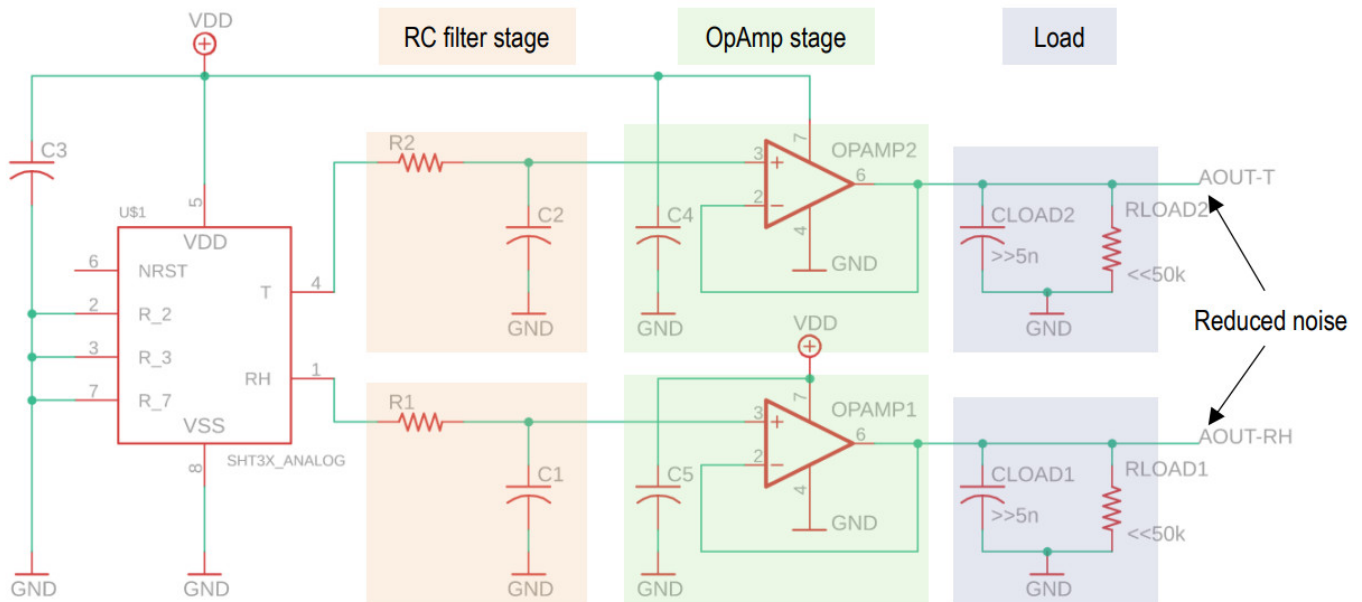 VDD
RC filter stage
OpAmp stage
Load
C3
R2
7
OPAMP2
3
+
6
2
−
4
GND
C2
GND
C4
GND
AOUT-T
CLOAD2
RLOAD2
>>5n
<<50k
GND
U$1
5
VDD
6
NRST
T
4
2
R_2
3
R_3
RH
1
7
R_7
VSS
8
SHT3X_ANALOG
GND
GND
Reduced noise
VDD
R1
7
OPAMP1
3
+
6
2
−
4
GND
C1
GND
C5
GND
AOUT-RH
CLOAD1
RLOAD1
>>5n
<<50k
GND